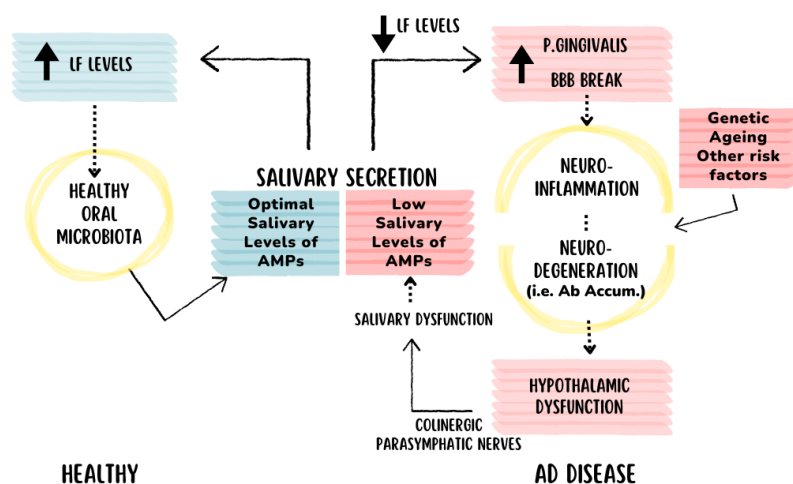 LF LEVELS
HEALTHY
ORAL
MICROBIOTA
SALIVARY SECRETION
Optimal
Salivary
Levels of
AMPs
Low
Salivary
Levels of
AMPs
LF LEVELS
P.GINGIVALIS
BBB BREAK
Genetic
Ageing
Other risk
factors
NEURO-
INFLAMMATION
NEURO-
DEGENERATION
(i.e. Ab Accum.)
SALIVARY DYSFUNCTION
HYPOTHALAMIC
DYSFUNCTION
COLINERGIC
PARASYMPHATIC NERVES
HEALTHY
AD DISEASE